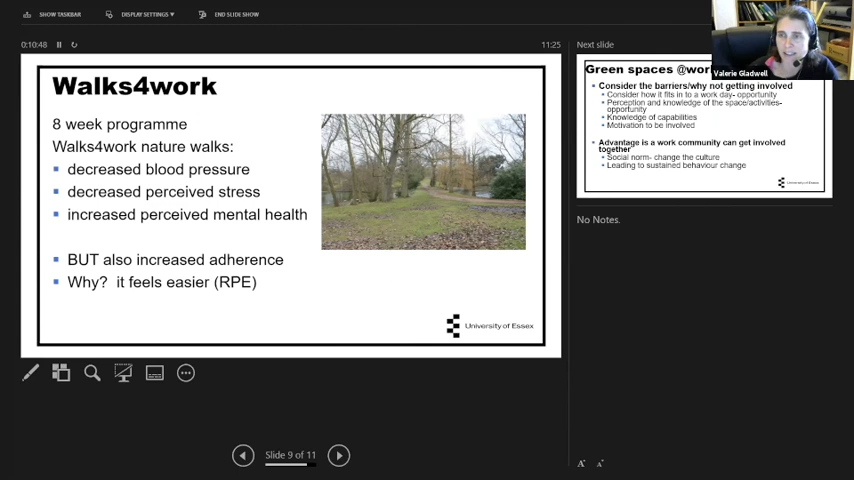 SHOW TASKBAR
DISPLAY SETTINGS ▼
END SLIDE SHOW
0:10:48
11:25
Walks4work
8 week programme
Walks4work nature walks:
▪ decreased blood pressure
▪ decreased perceived stress
▪ increased perceived mental health
▪ BUT also increased adherence
▪ Why? it feels easier (RPE)
University of Essex
Slide 9 of 11
Next slide
Valerie Gladwell
Green spaces @wor
▪ Consider the barriers/why not getting involved
▪ Consider how it fits in to a work day- opportunity
▪ Perception and knowledge of the space/activities-
opportunity
▪ Knowledge of capabilities
▪ Motivation to be involved
▪ Advantage is a work community can get involved
together
▪ Social norm- change the culture
▪ Leading to sustained behaviour change
University of Essex
No Notes.
A A